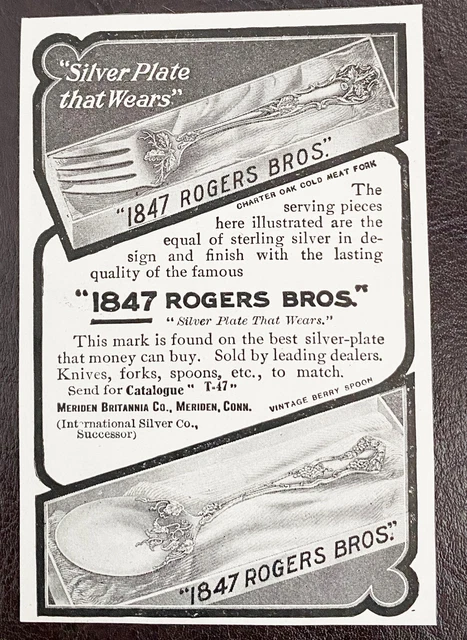 "Silver Plate
that Wears"
"1847 ROGERS BROS."
CHARTER OAK COLD MEAT FORK
The
serving pieces
here illustrated are the
equal of sterling silver in de-
sign and finish with the lasting
quality of the famous
"1847 ROGERS BROS."
"Silver Plate That Wears."
This mark is found on the best silver-plate
that money can buy. Sold by leading dealers.
Knives, forks, spoons, etc., to match.
Send for Catalogue " T-47"
MERIDEN BRITANNIA CO., MERIDEN, CONN.
(International Silver Co.,
Successor)
VINTAGE BERRY SPOON
"1847 ROGERS BROS."